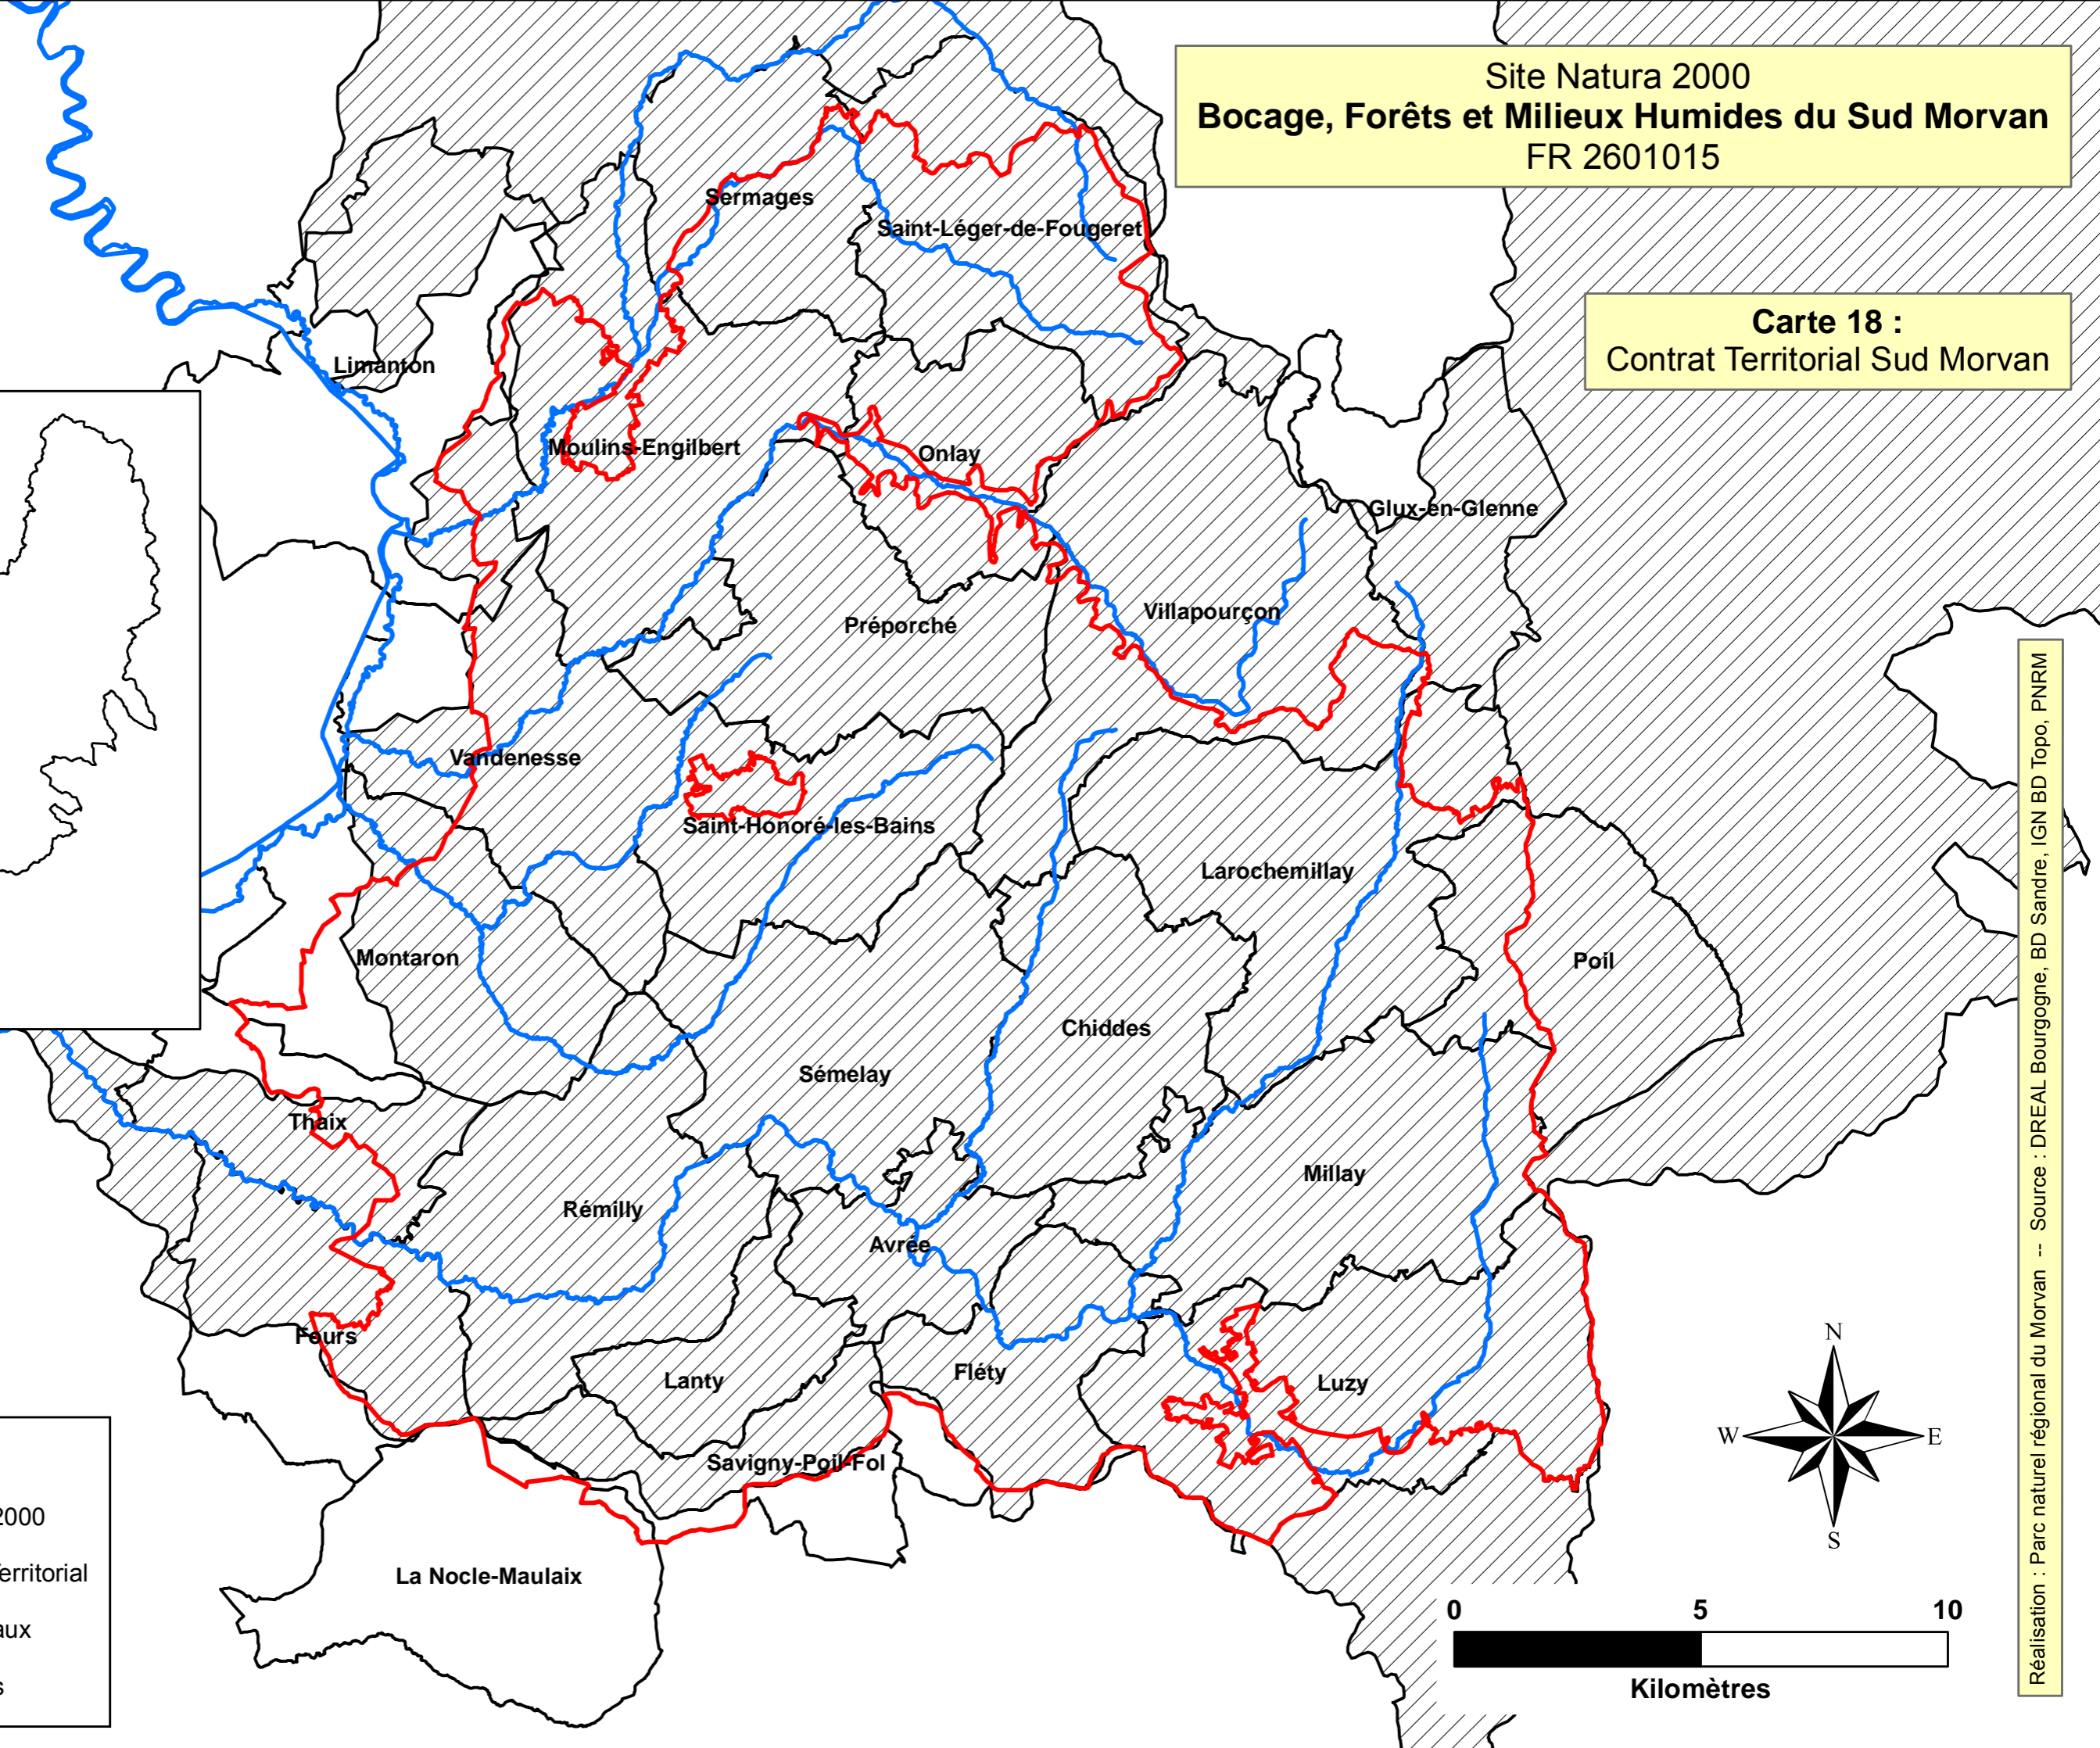 Site Natura 2000
Bocage, Forêts et Milieux Humides du Sud Morvan
FR 2601015
Carte 18 :
Contrat Territorial Sud Morvan
Sermages
Saint-Léger-de-Fougeret
Limanton
Moulins-Engilbert
Onlay
Glux-en-Glenne
Préporché
Villapourçon
Vandenesse
Saint-Honoré-les-Bains
Larochemillay
Montaron
Poil
Chiddes
Sémelay
Thaix
Millay
Rémilly
Avrée
Fours
Lanty
Fléty
Luzy
Savigny-Poil-Fol
La Nocle-Maulaix
N
W
E
S
0 5 10
Kilomètres
2000
Territorial
aux
s
Réalisation : Parc naturel régional du Morvan -- Source : DREAL Bourgogne, BD Sandre, IGN BD Topo, PNRM